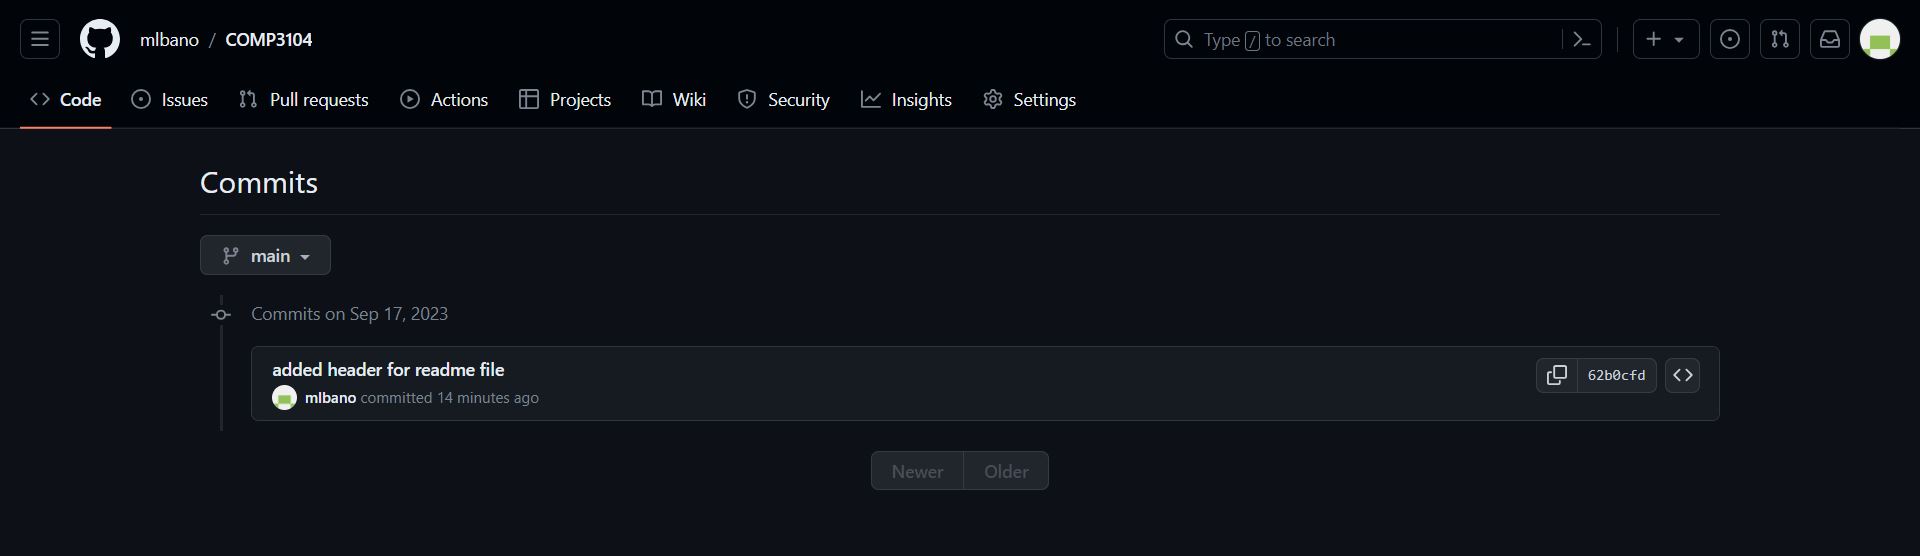 mlbano / COMP3104
Type / to search
Code Issues Pull requests Actions Projects Wiki Security Insights Settings
Commits
main
Commits on Sep 17, 2023
added header for readme file
62b0cfd
mlbano committed 14 minutes ago
Newer Older